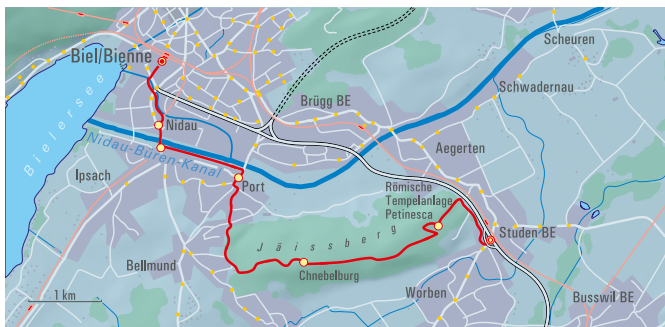 Scheuren
Biel/Bienne
Schwadernau
Brügg BE
Bielersee
Nidau
Aegerten
Nidau-Büren-Kanal
Ipsach
Port
Römische
Tempelanlage
Petinesca
Jäissberg
Studen BE
Bellmund
Chnebelburg
Worben
1 km
Busswil BE